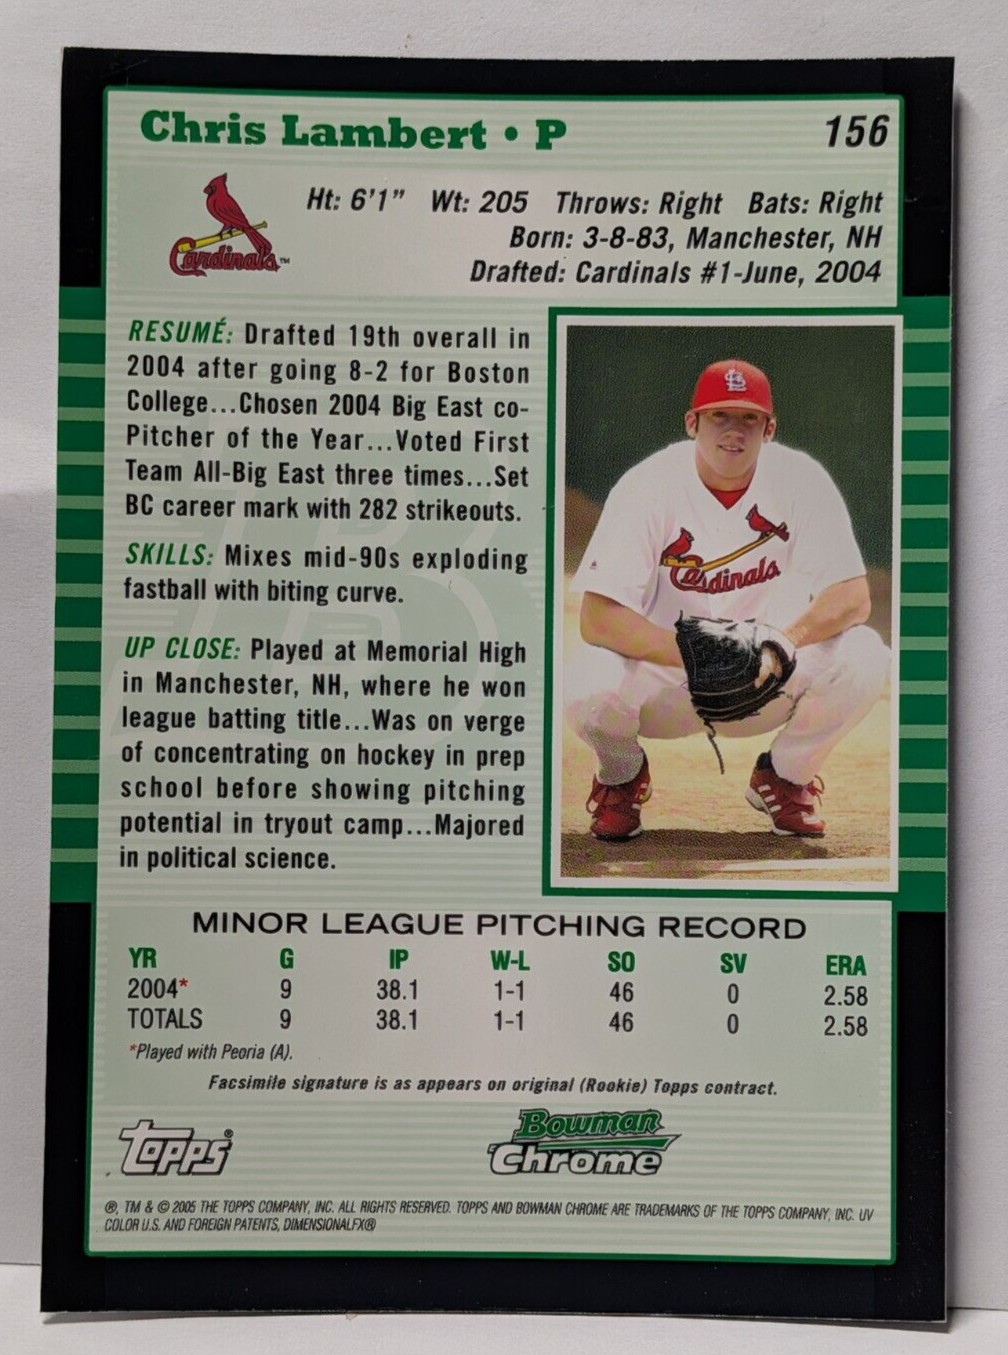 Chris Lambert • P 156
Ht: 6'1" Wt: 205 Throws: Right Bats: Right
Born: 3-8-83, Manchester, NH
Drafted: Cardinals #1-June, 2004
Cardinals™
RESUMÉ: Drafted 19th overall in
2004 after going 8-2 for Boston
College...Chosen 2004 Big East co-
Pitcher of the Year...Voted First
Team All-Big East three times...Set
BC career mark with 282 strikeouts.
SKILLS: Mixes mid-90s exploding
fastball with biting curve.
UP CLOSE: Played at Memorial High
in Manchester, NH, where he won
league batting title...Was on verge
of concentrating on hockey in prep
school before showing pitching
potential in tryout camp...Majored
in political science.
STL
Cardinals
MINOR LEAGUE PITCHING RECORD
YR G IP W-L SO SV ERA
2004* 9 38.1 1-1 46 0 2.58
TOTALS 9 38.1 1-1 46 0 2.58
*Played with Peoria (A).
Facsimile signature is as appears on original (Rookie) Topps contract.
Topps®
Bowman
Chrome
®, TM & © 2005 THE TOPPS COMPANY, INC. ALL RIGHTS RESERVED. TOPPS AND BOWMAN CHROME ARE TRADEMARKS OF THE TOPPS COMPANY, INC. UV
COLOR U.S. AND FOREIGN PATENTS, DIMENSIONALFX®